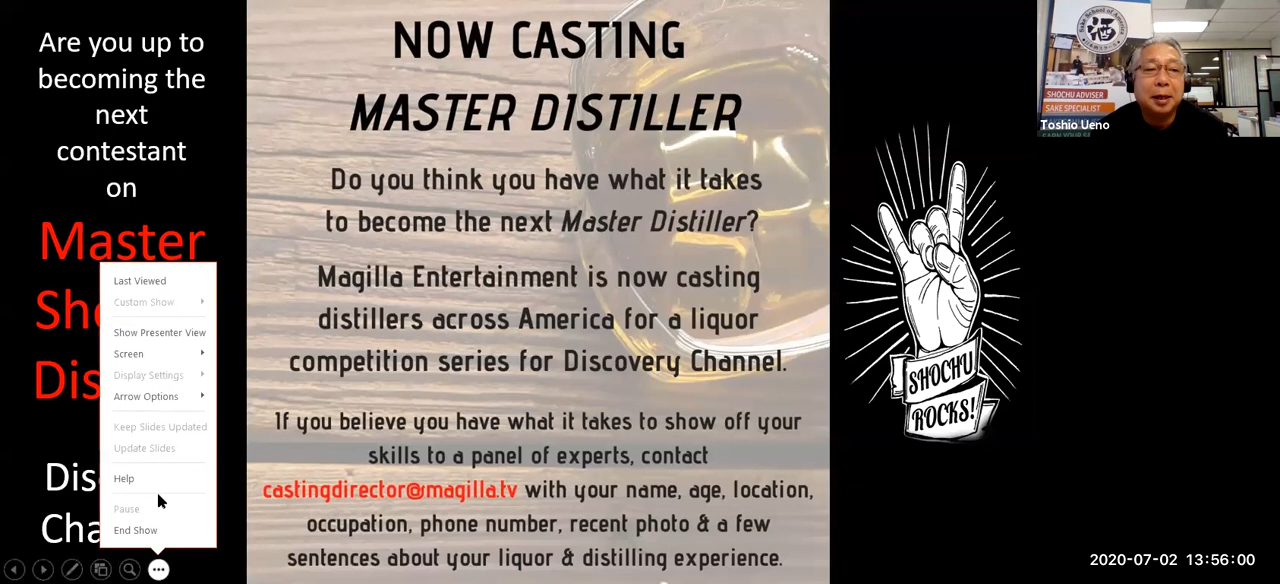 Are you up to
becoming the
next
contestant
on
Master
Sho
Dis
Dis
Cha
Last Viewed
Custom Show
Show Presenter View
Screen
Display Settings
Arrow Options
Keep Slides Updated
Update Slides
Help
Pause
End Show
NOW CASTING
MASTER DISTILLER
Do you think you have what it takes
to become the next Master Distiller?
Magilla Entertainment is now casting
distillers across America for a liquor
competition series for Discovery Channel.
If you believe you have what it takes to show off your
skills to a panel of experts, contact
castingdirector@magilla.tv with your name, age, location,
occupation, phone number, recent photo & a few
sentences about your liquor & distilling experience.
SHOCHU
ROCKS!
Sake School of America
SHOCHU ADVISER
SAKE SPECIALIST
Toshio Ueno
2020-07-02 13:56:00